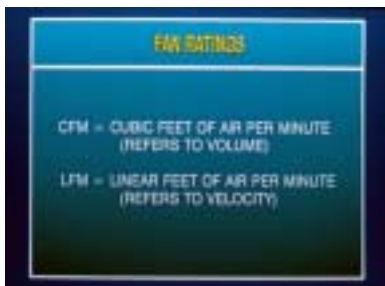 FAN RATINGS
CFM = CUBIC FEET OF AIR PER MINUTE
(REFERS TO VOLUME)
LFM = LINEAR FEET OF AIR PER MINUTE
(REFERS TO VELOCITY)